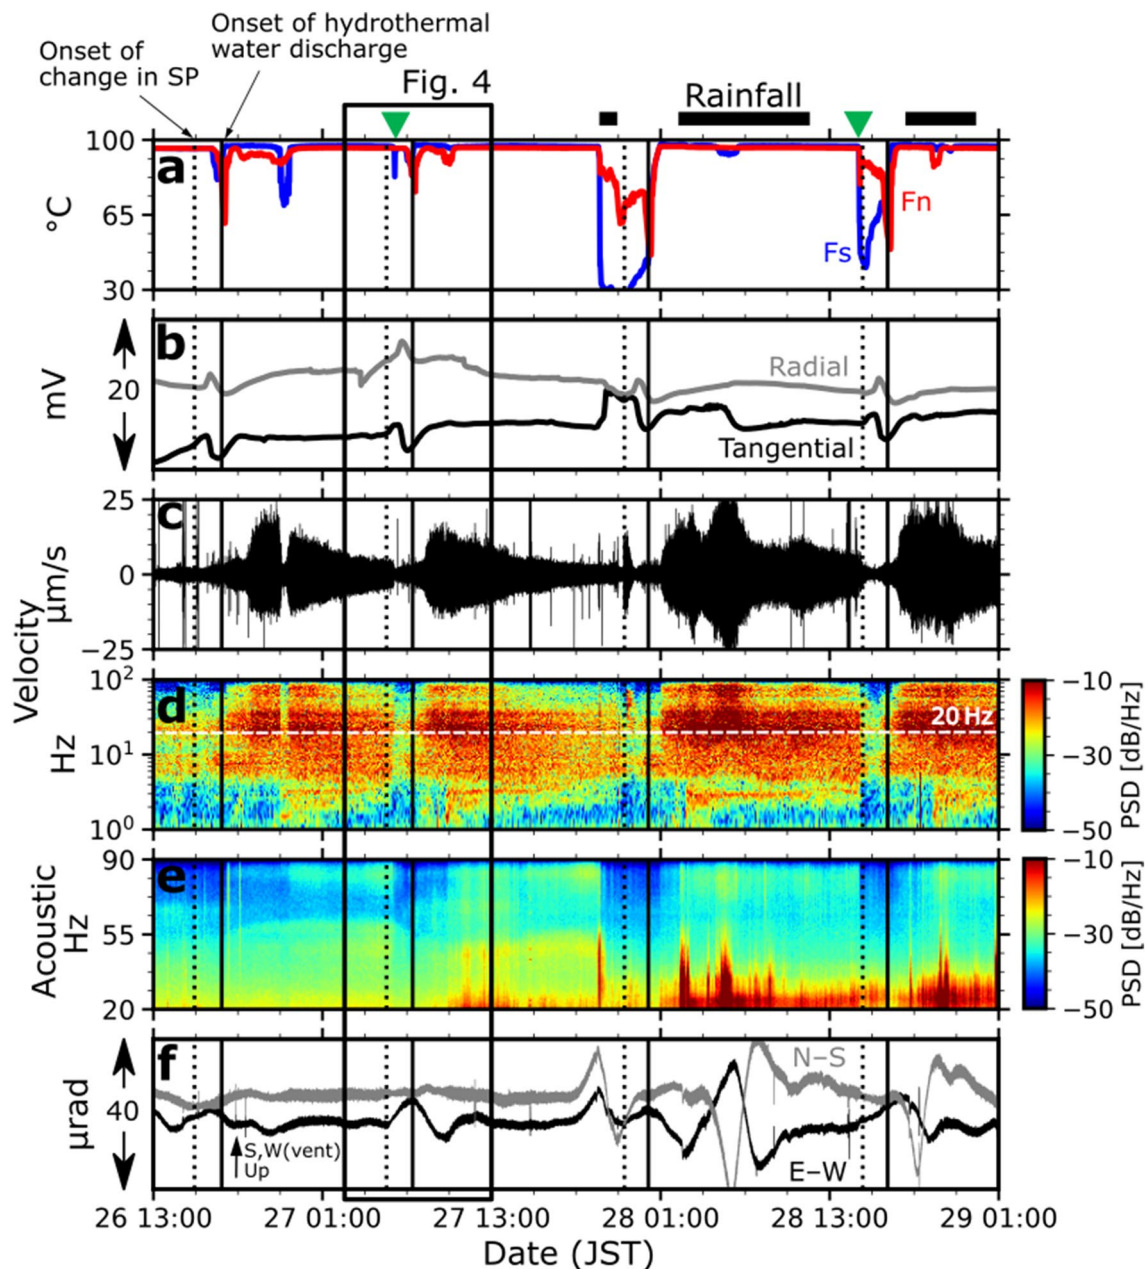 Onset of hydrothermal
water discharge
Onset of
change in SP
Fig. 4
Rainfall
100
a
°C
65
Fn
Fs
30
b
mV
20
Radial
Tangential
25
c
Velocity
µm/s
0
−25
10²
d
20 Hz
Hz
10¹
10⁰
−10
−30
−50
PSD [dB/Hz]
90
e
Acoustic
Hz
55
20
−10
−30
−50
PSD [dB/Hz]
f
N−S
µrad
40
S,W(vent)
Up
E−W
26 13:00 27 01:00 27 13:00 28 01:00 28 13:00 29 01:00
Date (JST)